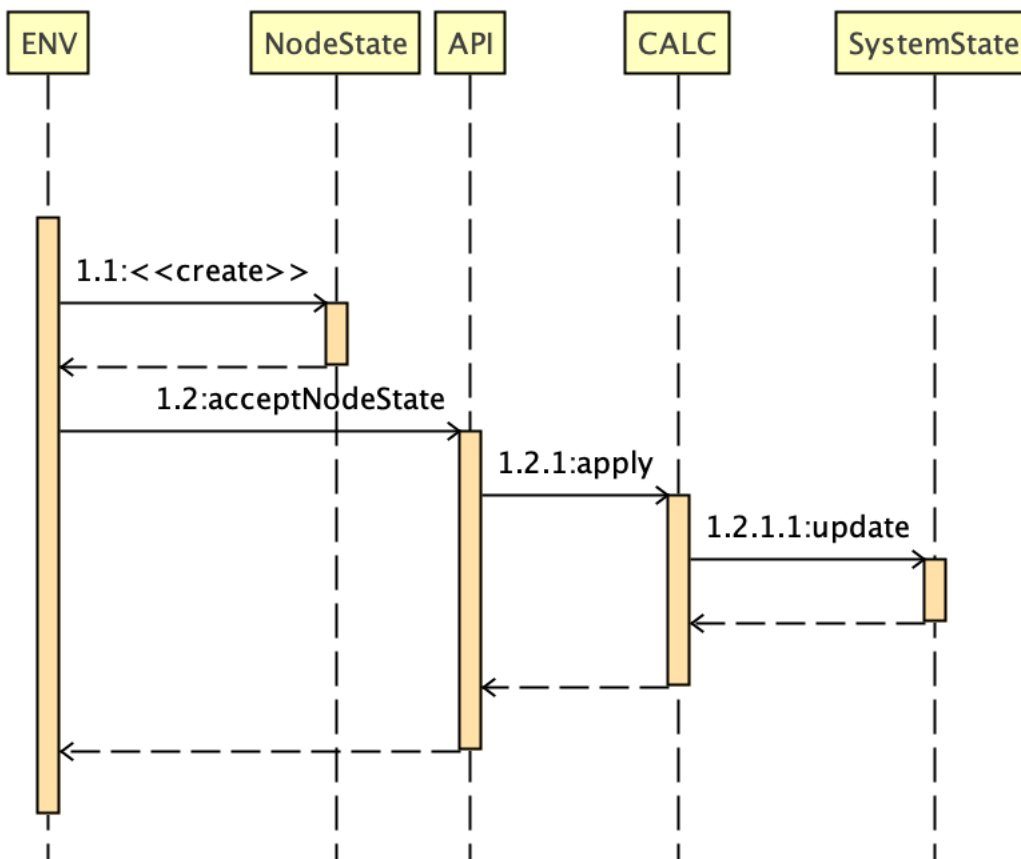 ENV NodeState API CALC SystemState
1.1:<<create>>
1.2:acceptNodeState
1.2.1:apply
1.2.1.1:update